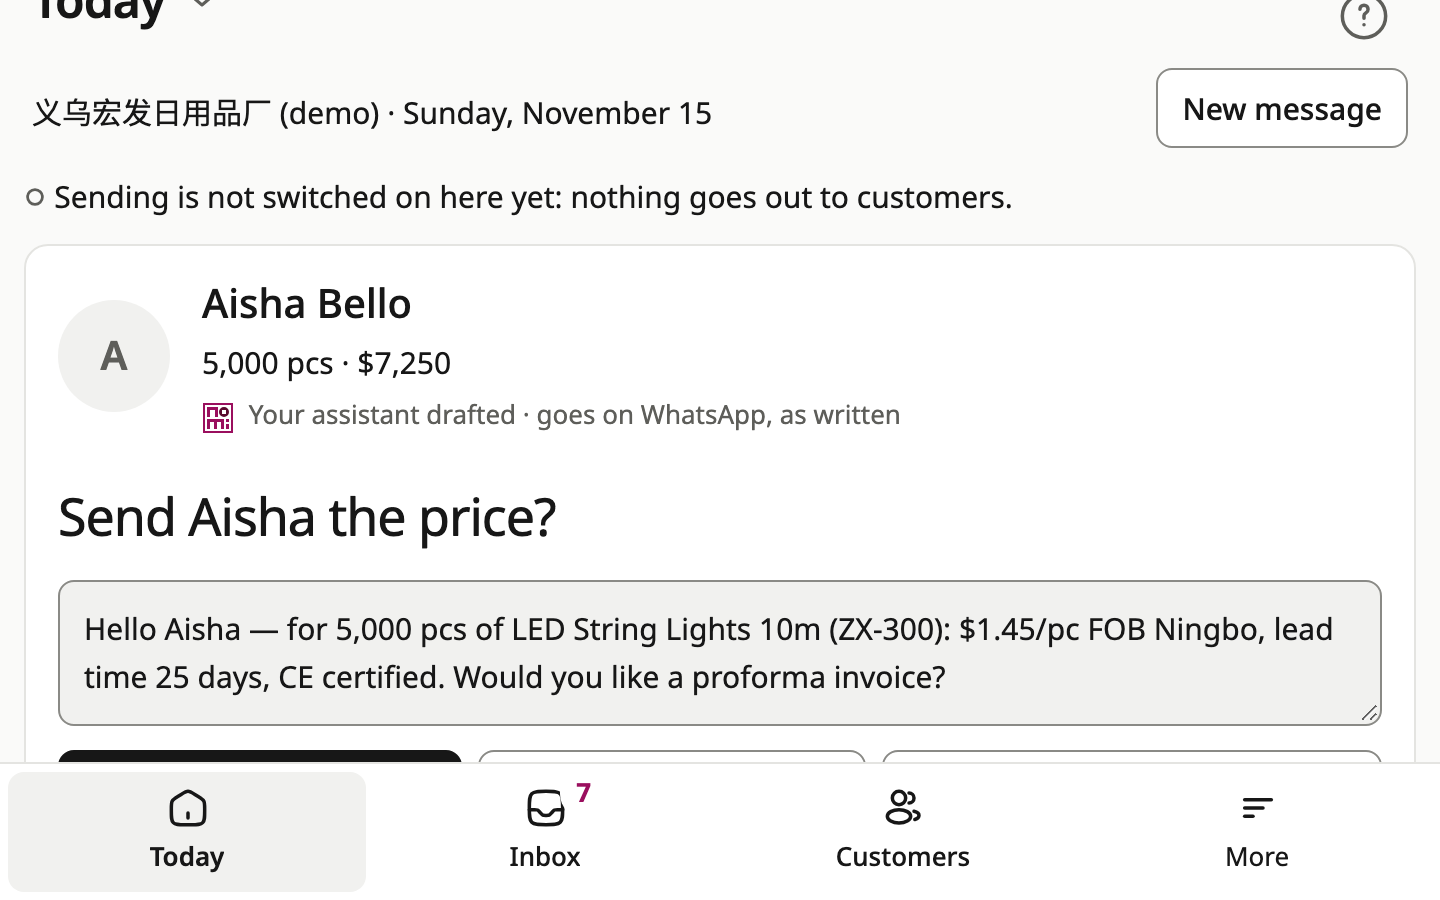 Today
?
义乌宏发日用品厂 (demo) · Sunday, November 15
New message
Sending is not switched on here yet: nothing goes out to customers.
A
Aisha Bello
5,000 pcs · $7,250
nomi
Your assistant drafted · goes on WhatsApp, as written
Send Aisha the price?
Hello Aisha — for 5,000 pcs of LED String Lights 10m (ZX-300): $1.45/pc FOB Ningbo, lead
time 25 days, CE certified. Would you like a proforma invoice?
7
Today
Inbox
Customers
More